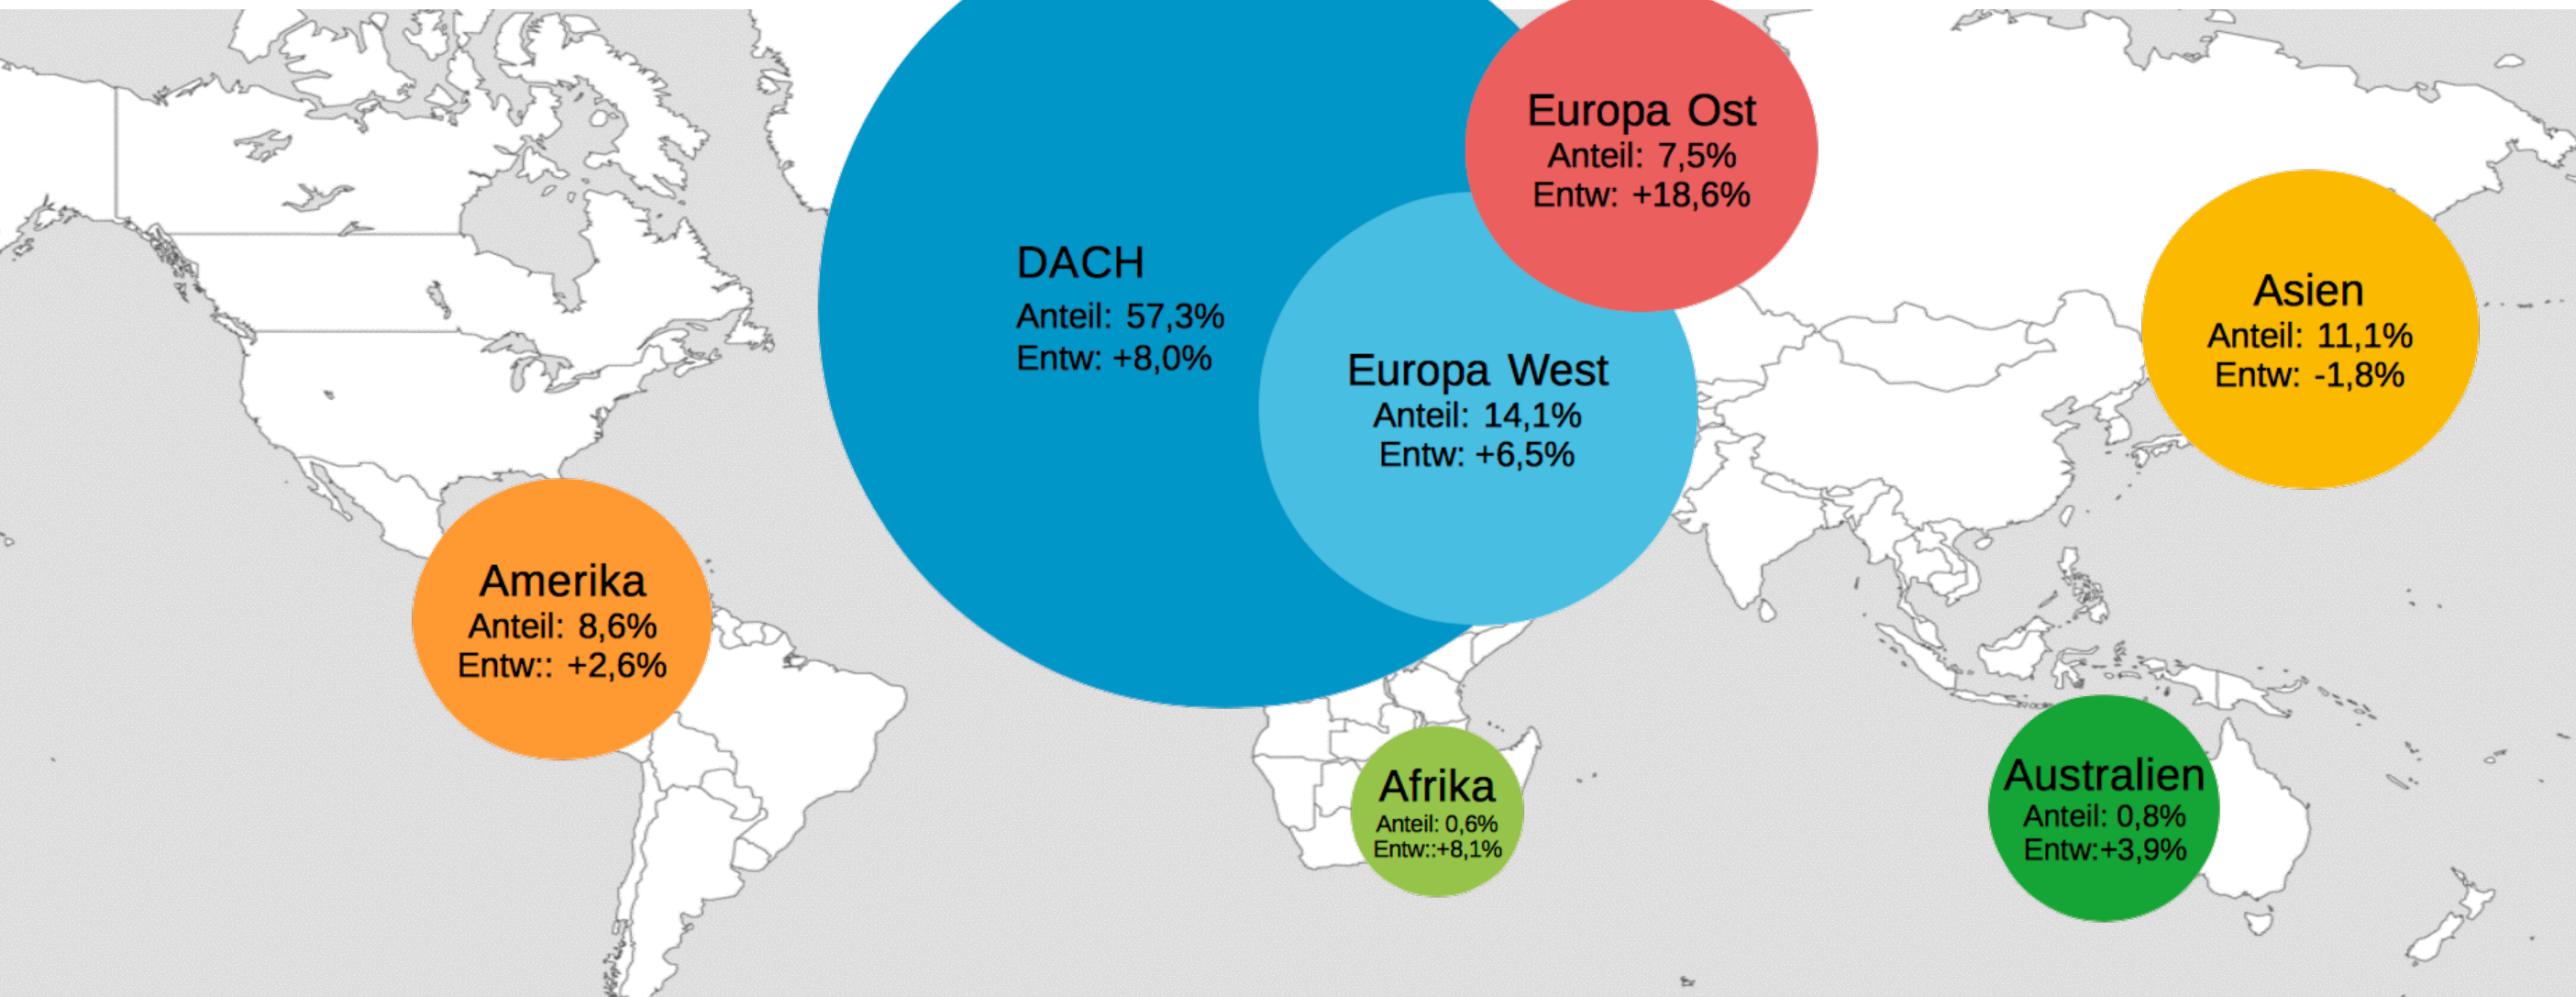 Europa Ost
Anteil: 7,5%
Entw: +18,6%
DACH
Anteil: 57,3%
Entw: +8,0%
Asien
Anteil: 11,1%
Entw: -1,8%
Europa West
Anteil: 14,1%
Entw: +6,5%
Amerika
Anteil: 8,6%
Entw:: +2,6%
Afrika
Anteil: 0,6%
Entw::+8,1%
Australien
Anteil: 0,8%
Entw:+3,9%